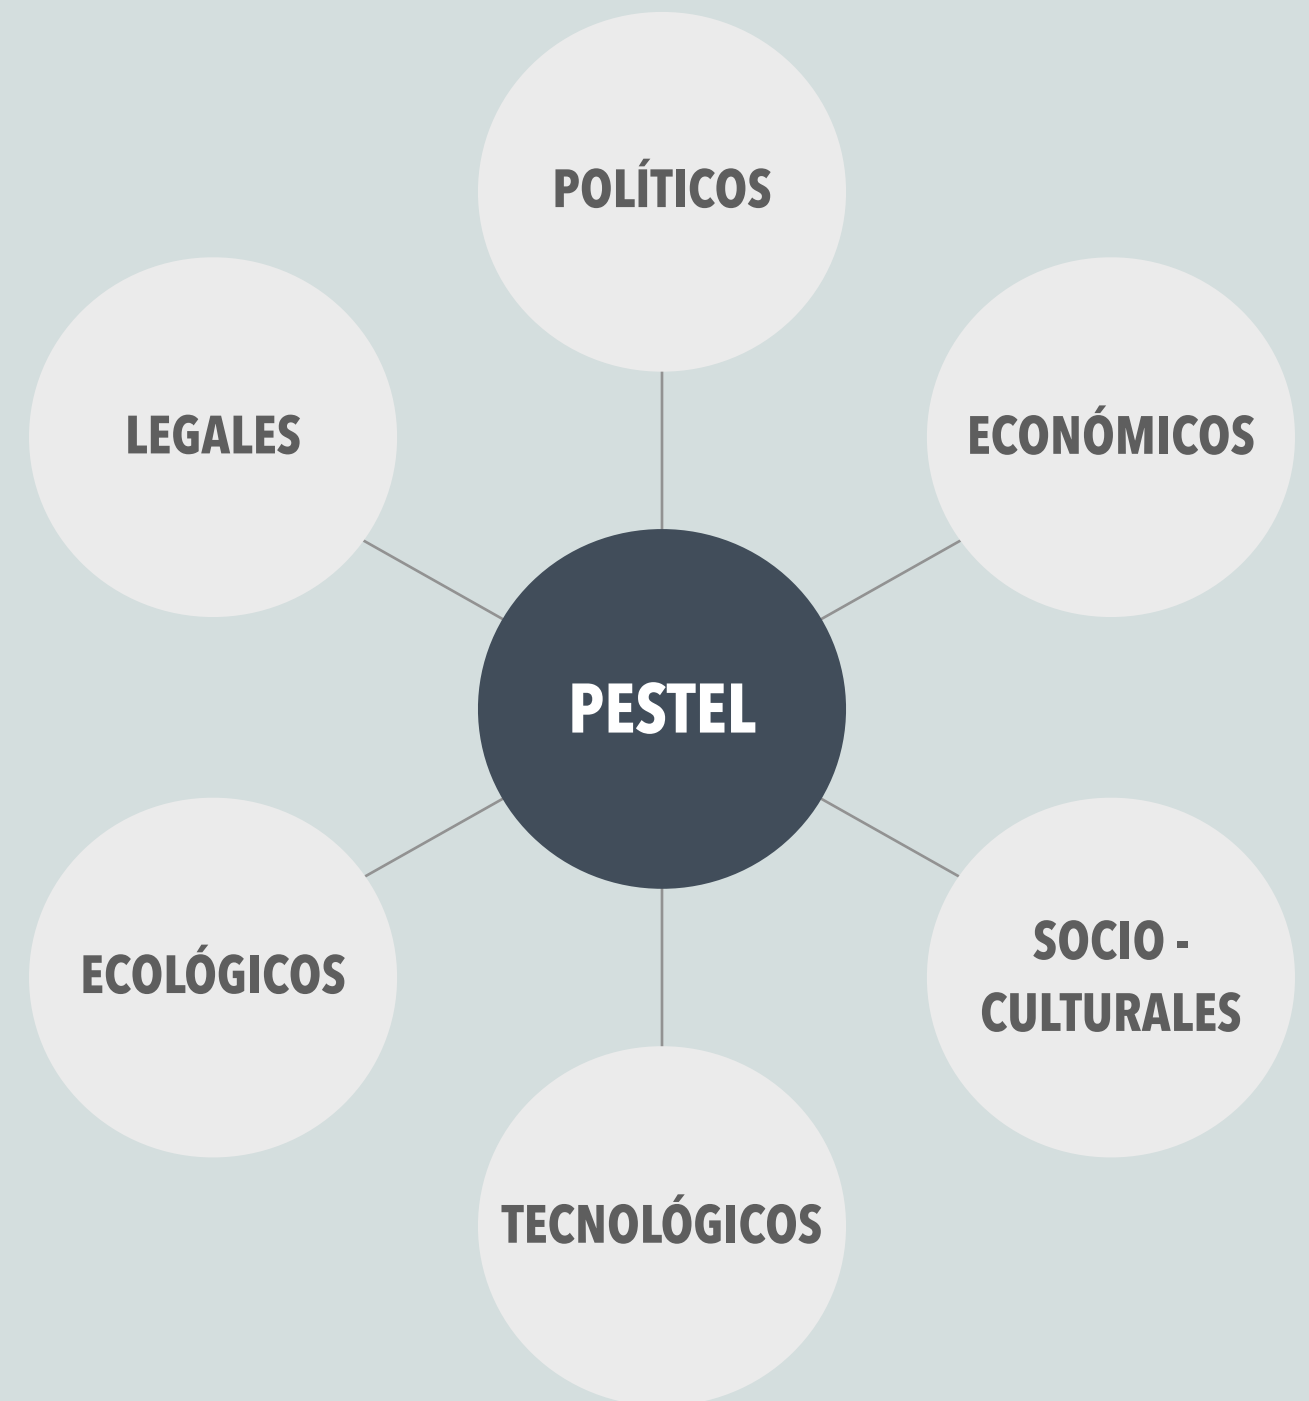 POLÍTICOS
LEGALES
ECONÓMICOS
PESTEL
ECOLÓGICOS
SOCIO -
CULTURALES
TECNOLÓGICOS